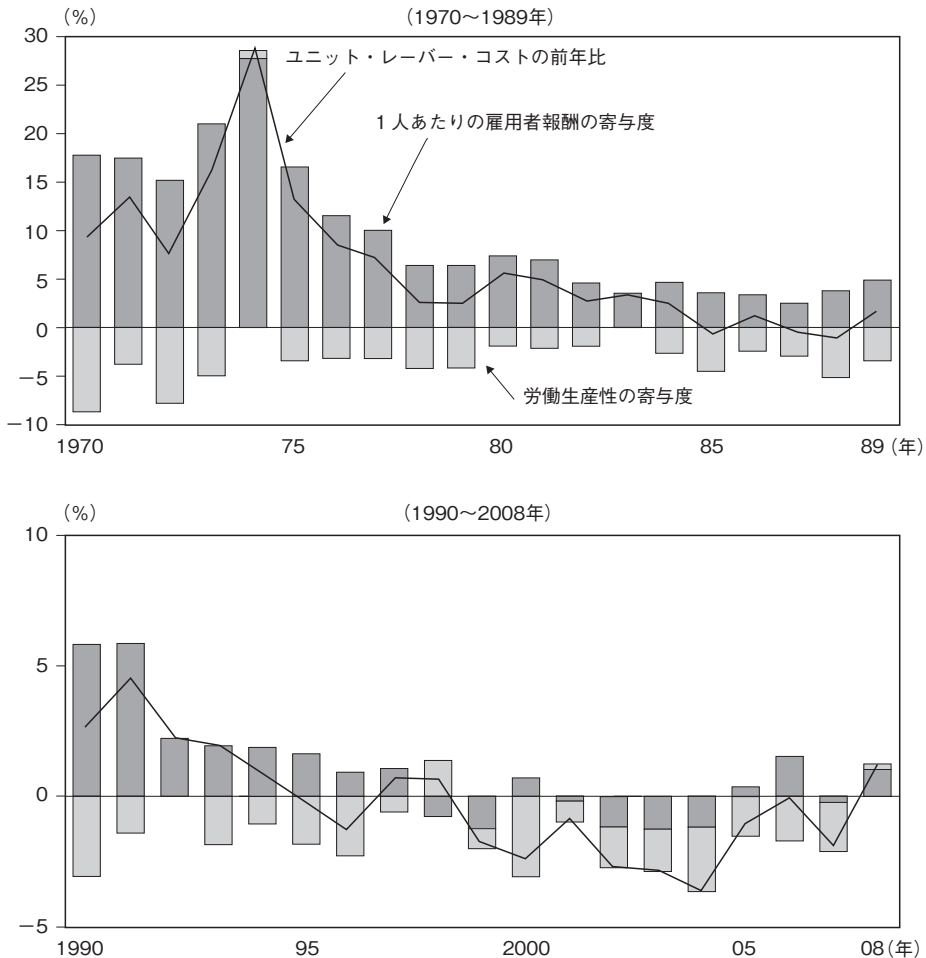 （%）
（1970〜1989年）
30
25
20
15
10
5
0
−5
−10
ユニット・レーバー・コストの前年比
1人あたりの雇用者報酬の寄与度
労働生産性の寄与度
1970 75 80 85 89（年）
（%）
（1990〜2008年）
10
5
0
−5
1990 95 2000 05 08（年）